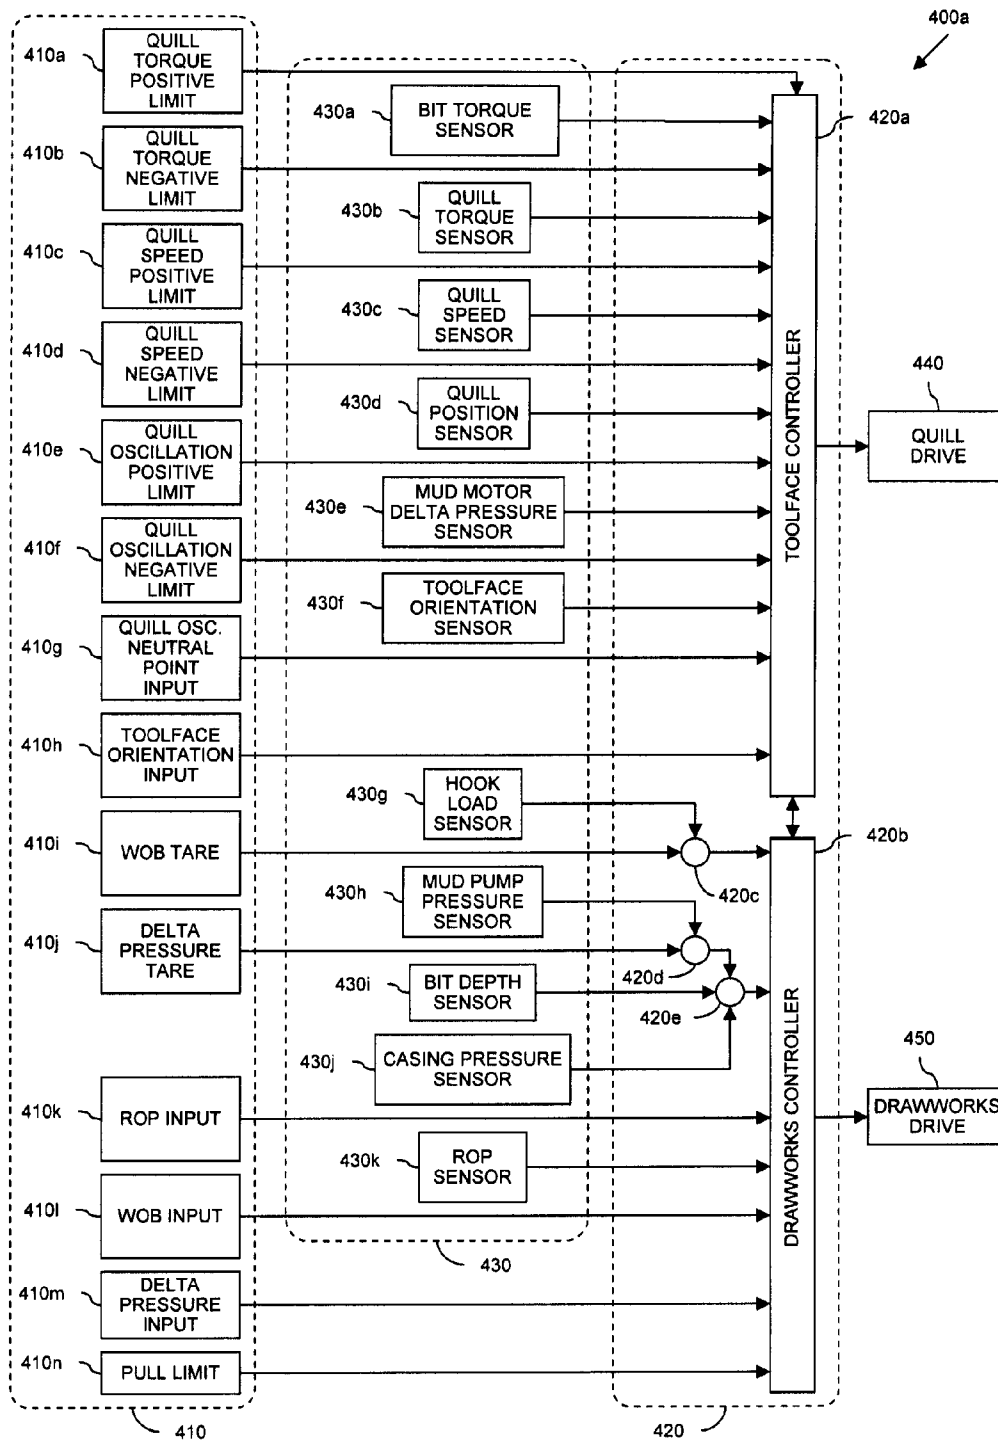 400a
410a
QUILL
TORQUE
POSITIVE
LIMIT
430a
BIT TORQUE
SENSOR
420a
410b
QUILL
TORQUE
NEGATIVE
LIMIT
430b
QUILL
TORQUE
SENSOR
410c
QUILL
SPEED
POSITIVE
LIMIT
430c
QUILL
SPEED
SENSOR
410d
QUILL
SPEED
NEGATIVE
LIMIT
430d
QUILL
POSITION
SENSOR
TOOLFACE CONTROLLER
440
QUILL
DRIVE
410e
QUILL
OSCILLATION
POSITIVE
LIMIT
430e
MUD MOTOR
DELTA PRESSURE
SENSOR
410f
QUILL
OSCILLATION
NEGATIVE
LIMIT
430f
TOOLFACE
ORIENTATION
SENSOR
410g
QUILL OSC.
NEUTRAL
POINT
INPUT
410h
TOOLFACE
ORIENTATION
INPUT
430g
HOOK
LOAD
SENSOR
410i
WOB TARE
420b
420c
430h
MUD PUMP
PRESSURE
SENSOR
410j
DELTA
PRESSURE
TARE
420d
430i
BIT DEPTH
SENSOR
420e
430j
CASING PRESSURE
SENSOR
DRAWWORKS CONTROLLER
450
DRAWWORKS
DRIVE
410k
ROP INPUT
430k
ROP
SENSOR
410l
WOB INPUT
430
410m
DELTA
PRESSURE
INPUT
410n
PULL LIMIT
410
420